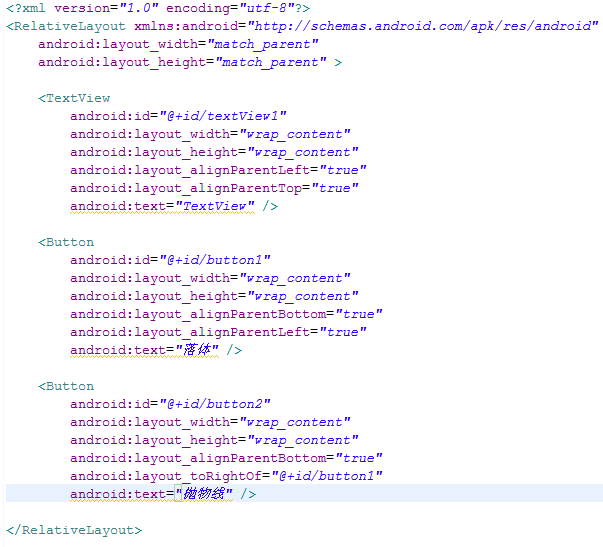 <?xml version="1.0" encoding="utf-8"?>
<RelativeLayout xmlns:android="http://schemas.android.com/apk/res/android"
    android:layout_width="match_parent"
    android:layout_height="match_parent" >

    <TextView
        android:id="@+id/textView1"
        android:layout_width="wrap_content"
        android:layout_height="wrap_content"
        android:layout_alignParentLeft="true"
        android:layout_alignParentTop="true"
        android:text="TextView" />

    <Button
        android:id="@+id/button1"
        android:layout_width="wrap_content"
        android:layout_height="wrap_content"
        android:layout_alignParentBottom="true"
        android:layout_alignParentLeft="true"
        android:text="落体" />

    <Button
        android:id="@+id/button2"
        android:layout_width="wrap_content"
        android:layout_height="wrap_content"
        android:layout_alignParentBottom="true"
        android:layout_toRightOf="@+id/button1"
        android:text="抛物线" />

</RelativeLayout>